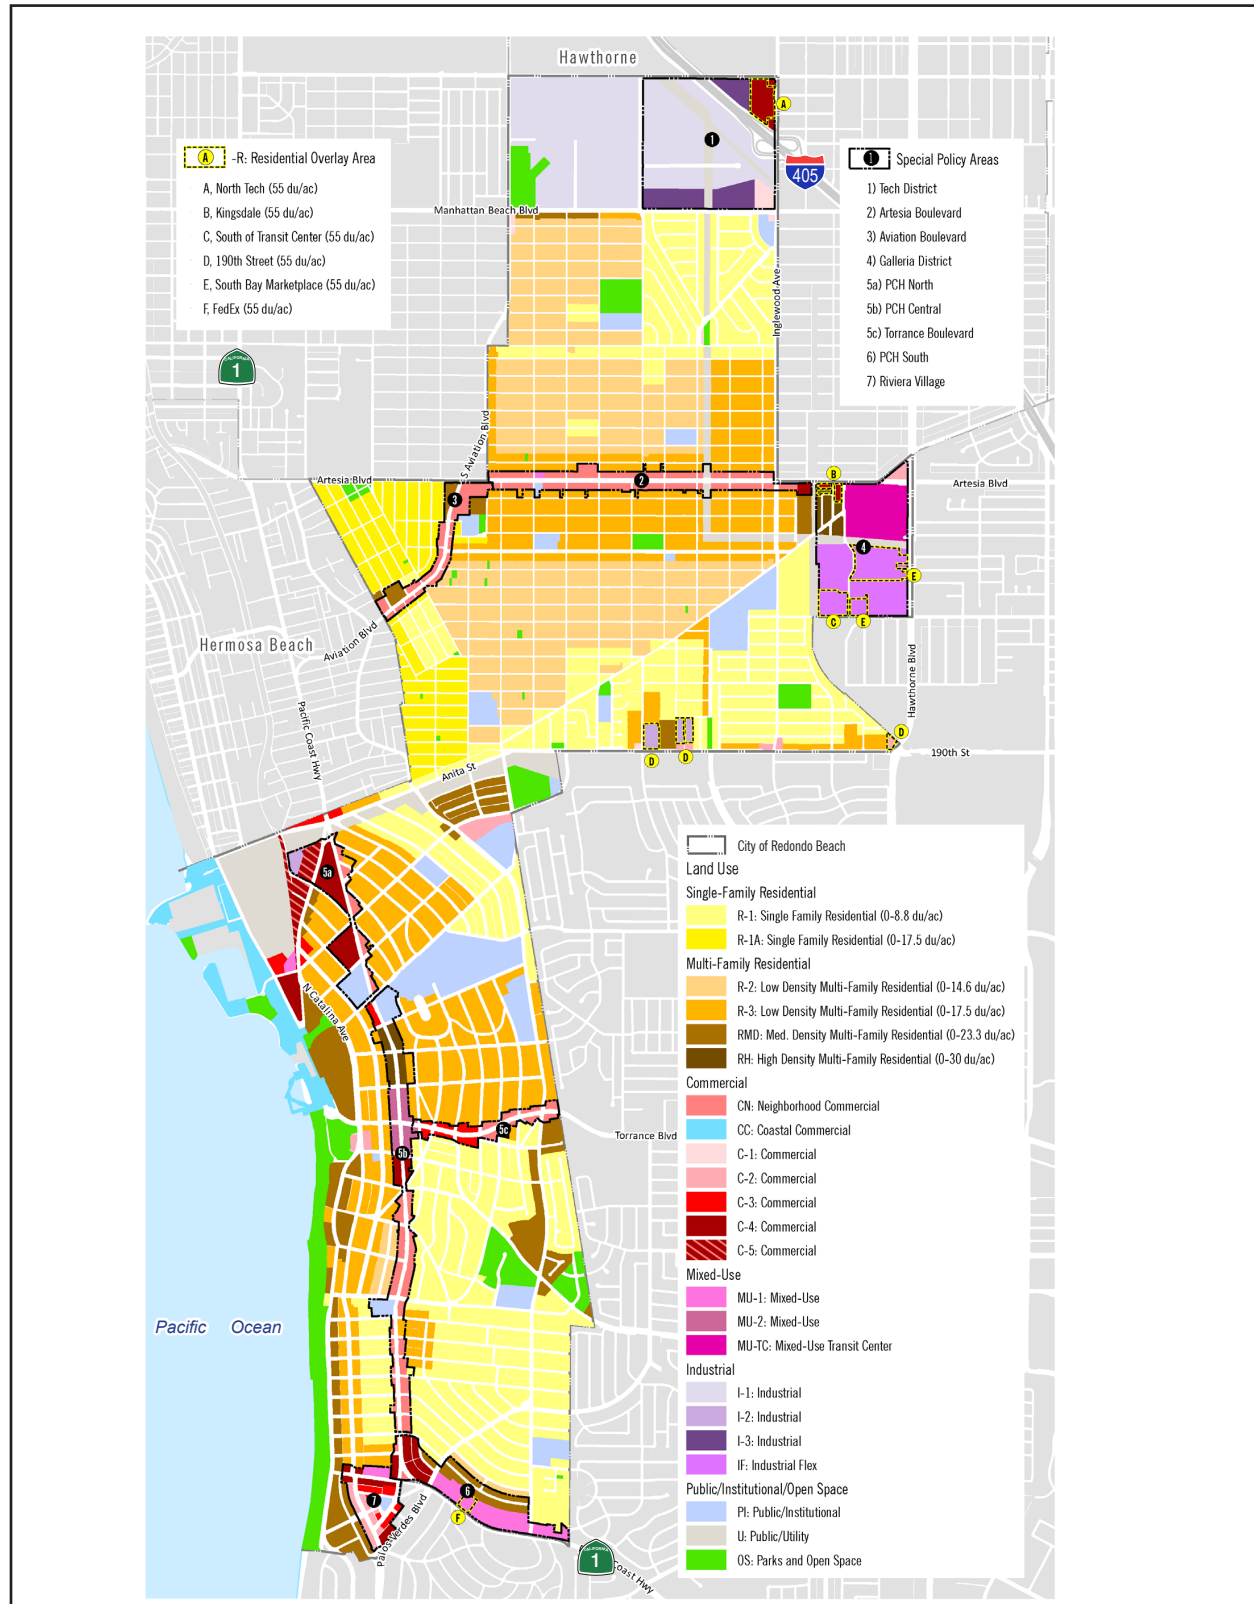 Hawthorne
A
1
405
A -R: Residential Overlay Area
A, North Tech (55 du/ac)
B, Kingsdale (55 du/ac)
C, South of Transit Center (55 du/ac)
D, 190th Street (55 du/ac)
E, South Bay Marketplace (55 du/ac)
F, FedEx (55 du/ac)
1 Special Policy Areas
1) Tech District
2) Artesia Boulevard
3) Aviation Boulevard
4) Galleria District
5a) PCH North
5b) PCH Central
5c) Torrance Boulevard
6) PCH South
7) Riviera Village
Manhattan Beach Blvd
Inglewood Ave
CALIFORNIA
1
S Aviation Blvd
Artesia Blvd
2
B
Artesia Blvd
3
4
E
C
E
Hermosa Beach
Aviation Blvd
Hawthorne Blvd
Pacific Coast Hwy
D
D
D
190th St
Anita St
5a
N Catalina Ave
Torrance Blvd
5c
5b
Pacific Ocean
6
7
F
Palos Verdes Blvd
CALIFORNIA
1
Coast Hwy
City of Redondo Beach
Land Use
Single-Family Residential
R-1: Single Family Residential (0-8.8 du/ac)
R-1A: Single Family Residential (0-17.5 du/ac)
Multi-Family Residential
R-2: Low Density Multi-Family Residential (0-14.6 du/ac)
R-3: Low Density Multi-Family Residential (0-17.5 du/ac)
RMD: Med. Density Multi-Family Residential (0-23.3 du/ac)
RH: High Density Multi-Family Residential (0-30 du/ac)
Commercial
CN: Neighborhood Commercial
CC: Coastal Commercial
C-1: Commercial
C-2: Commercial
C-3: Commercial
C-4: Commercial
C-5: Commercial
Mixed-Use
MU-1: Mixed-Use
MU-2: Mixed-Use
MU-TC: Mixed-Use Transit Center
Industrial
I-1: Industrial
I-2: Industrial
I-3: Industrial
IF: Industrial Flex
Public/Institutional/Open Space
PI: Public/Institutional
U: Public/Utility
OS: Parks and Open Space